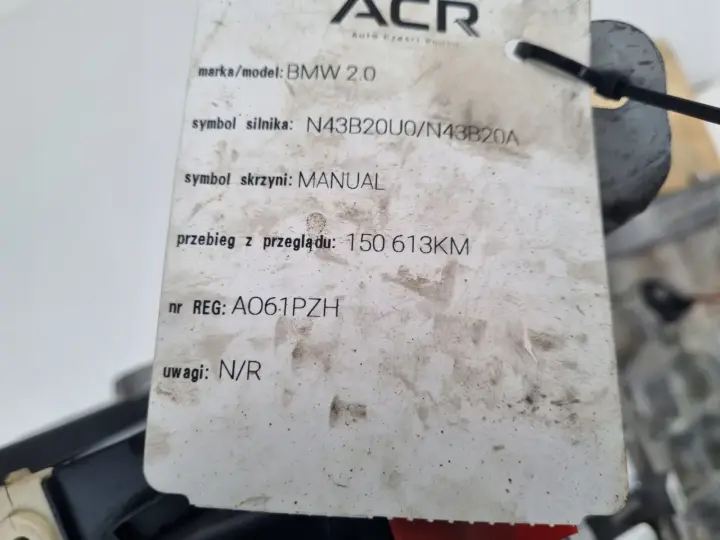 ACR
marka/model: BMW 2.0
symbol silnika: N43B20U0/N43B20A
symbol skrzyni: MANUAL
przebieg z przeglądu: 150 613KM
nr REG: AO61PZH
uwagi: N/R